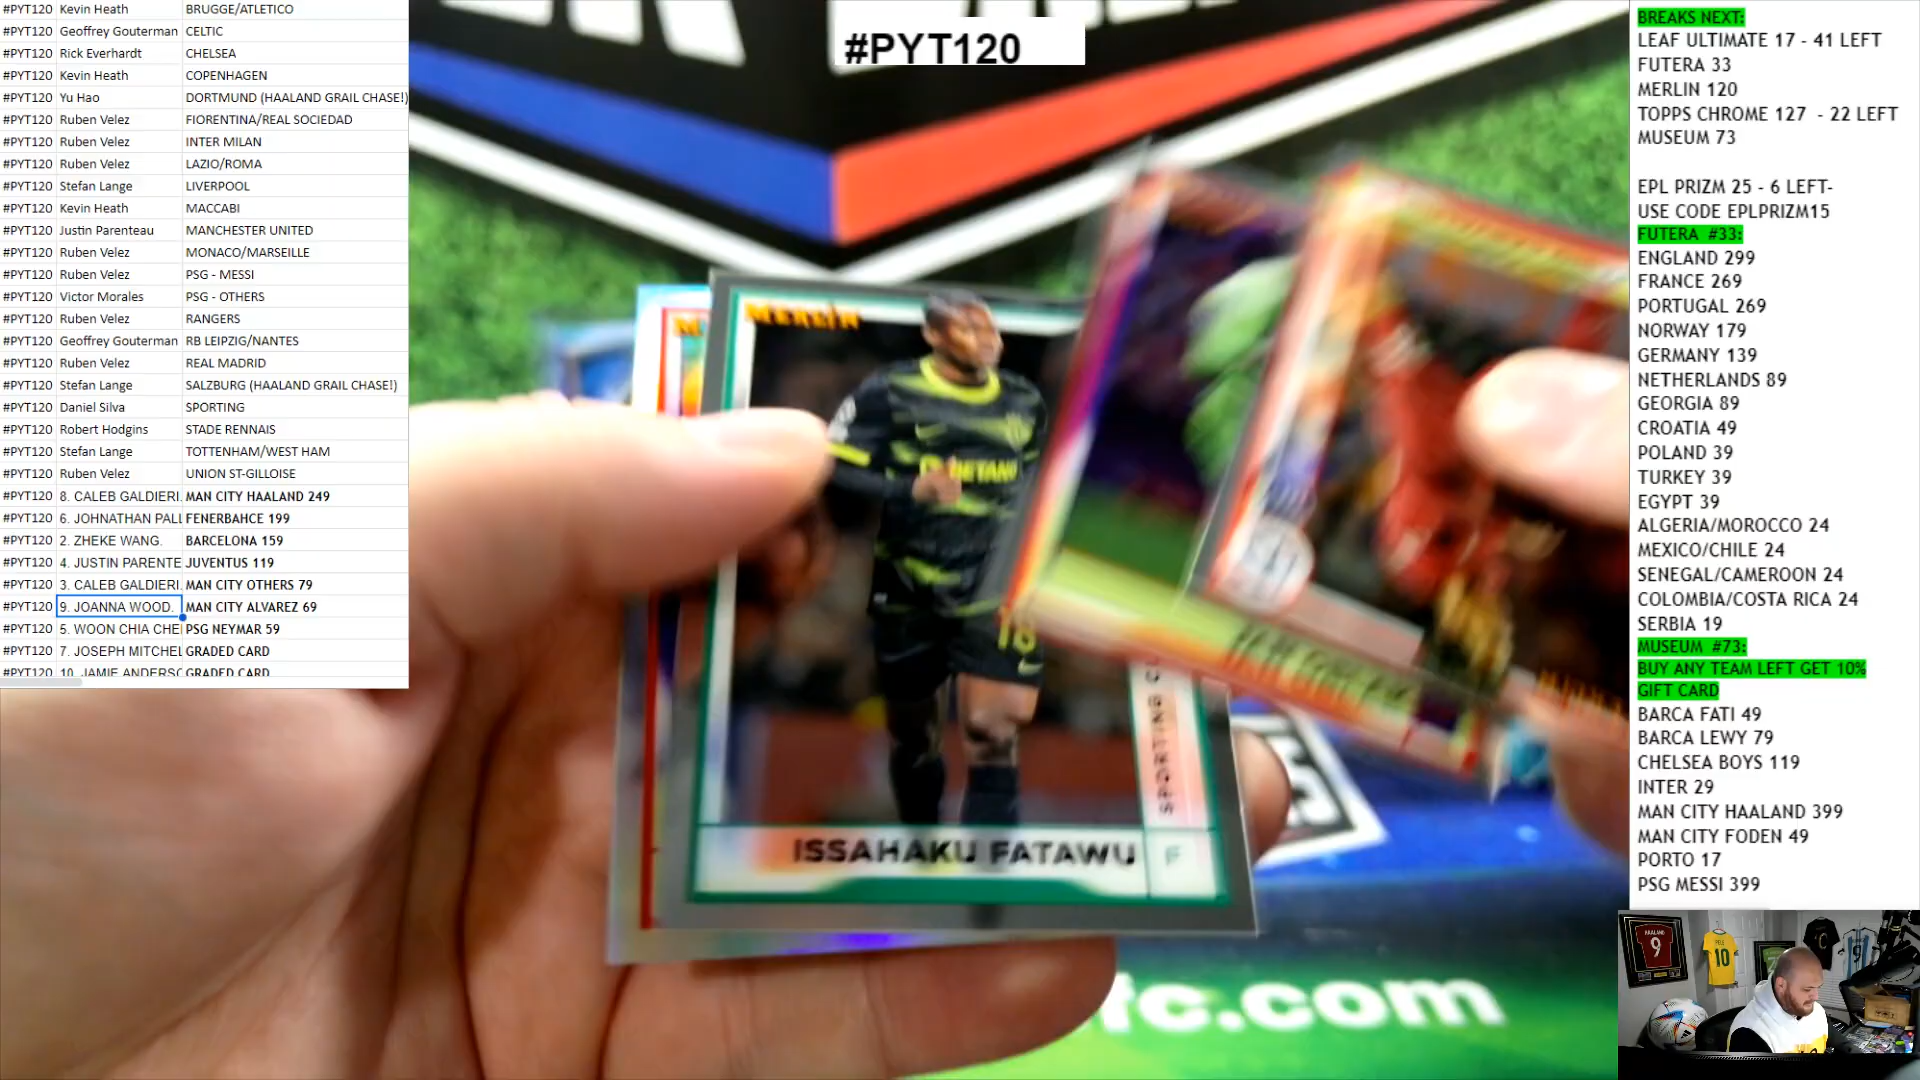 #PYT120 Kevin Heath BRUGGE/ATLETICO
#PYT120 Geoffrey Gouterman CELTIC
#PYT120 Rick Everhardt CHELSEA
#PYT120 Kevin Heath COPENHAGEN
#PYT120 Yu Hao DORTMUND (HAALAND GRAIL CHASE!)
#PYT120 Ruben Velez FIORENTINA/REAL SOCIEDAD
#PYT120 Ruben Velez INTER MILAN
#PYT120 Ruben Velez LAZIO/ROMA
#PYT120 Stefan Lange LIVERPOOL
#PYT120 Kevin Heath MACCABI
#PYT120 Justin Parenteau MANCHESTER UNITED
#PYT120 Ruben Velez MONACO/MARSEILLE
#PYT120 Ruben Velez PSG - MESSI
#PYT120 Victor Morales PSG - OTHERS
#PYT120 Ruben Velez RANGERS
#PYT120 Geoffrey Gouterman RB LEIPZIG/NANTES
#PYT120 Ruben Velez REAL MADRID
#PYT120 Stefan Lange SALZBURG (HAALAND GRAIL CHASE!)
#PYT120 Daniel Silva SPORTING
#PYT120 Robert Hodgins STADE RENNAIS
#PYT120 Stefan Lange TOTTENHAM/WEST HAM
#PYT120 Ruben Velez UNION ST-GILLOISE
#PYT120 8. CALEB GALDIERI. MAN CITY HAALAND 249
#PYT120 6. JOHNATHAN PALL FENERBAHCE 199
#PYT120 2. ZHEKE WANG. BARCELONA 159
#PYT120 4. JUSTIN PARENTE JUVENTUS 119
#PYT120 3. CALEB GALDIERI. MAN CITY OTHERS 79
#PYT120 9. JOANNA WOOD. MAN CITY ALVAREZ 69
#PYT120 5. WOON CHIA CHEI PSG NEYMAR 59
#PYT120 7. JOSEPH MITCHEL GRADED CARD
#PYT120 10. JAMIE ANDERSC GRADED CARD
#PYT120
MERLIN
BETANO
SPORTING C
ISSAHAKU FATAWU
F
fc.com
BREAKS NEXT:
LEAF ULTIMATE 17 - 41 LEFT
FUTERA 33
MERLIN 120
TOPPS CHROME 127 - 22 LEFT
MUSEUM 73
EPL PRIZM 25 - 6 LEFT-
USE CODE EPLPRIZM15
FUTERA #33:
ENGLAND 299
FRANCE 269
PORTUGAL 269
NORWAY 179
GERMANY 139
NETHERLANDS 89
GEORGIA 89
CROATIA 49
POLAND 39
TURKEY 39
EGYPT 39
ALGERIA/MOROCCO 24
MEXICO/CHILE 24
SENEGAL/CAMEROON 24
COLOMBIA/COSTA RICA 24
SERBIA 19
MUSEUM #73:
BUY ANY TEAM LEFT GET 10%
GIFT CARD
BARCA FATI 49
BARCA LEWY 79
CHELSEA BOYS 119
INTER 29
MAN CITY HAALAND 399
MAN CITY FODEN 49
PORTO 17
PSG MESSI 399
9
10